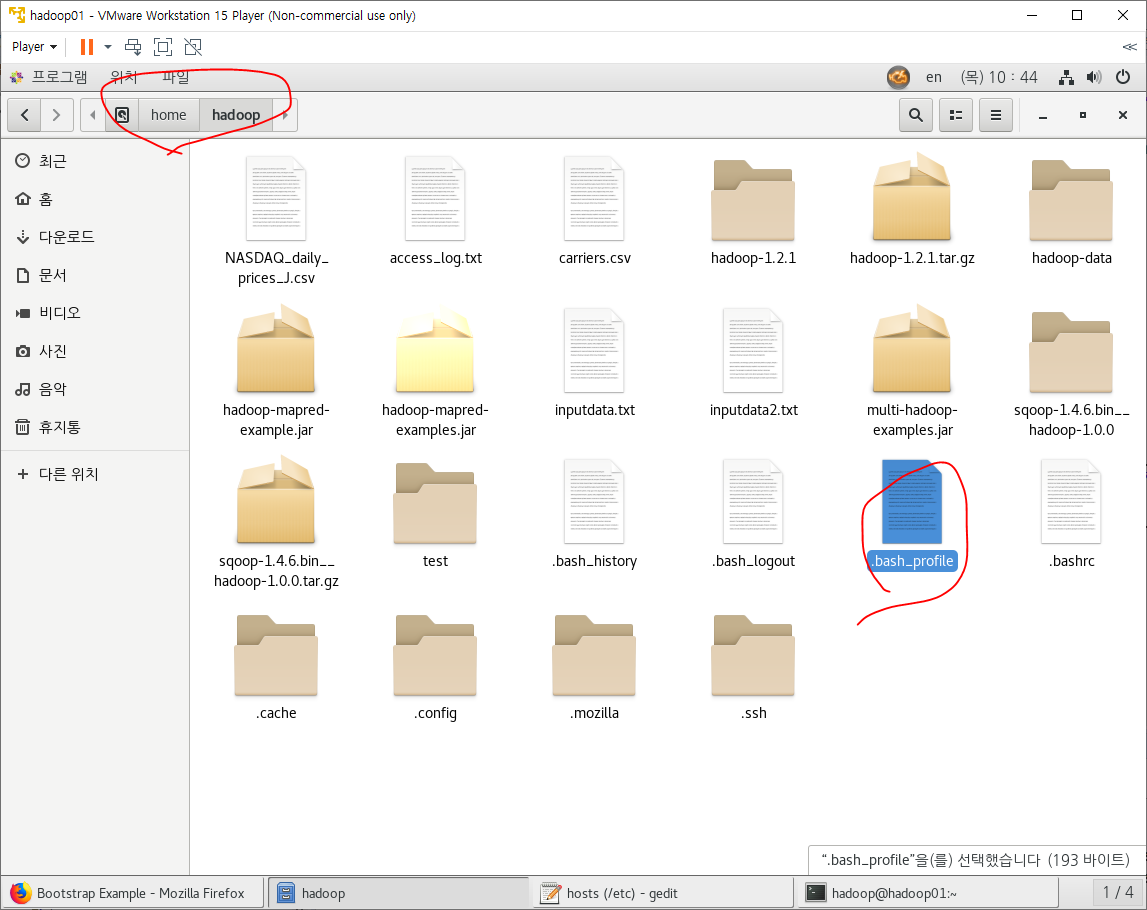 hadoop01 - VMware Workstation 15 Player (Non-commercial use only)
Player
프로그램 위치 파일 en (목) 10 : 44
home hadoop
최근
홈
다운로드
문서
비디오
사진
음악
휴지통
다른 위치
NASDAQ_daily_
prices_J.csv
access_log.txt
carriers.csv
hadoop-1.2.1
hadoop-1.2.1.tar.gz
hadoop-data
hadoop-mapred-
example.jar
hadoop-mapred-
examples.jar
inputdata.txt
inputdata2.txt
multi-hadoop-
examples.jar
sqoop-1.4.6.bin__
hadoop-1.0.0
sqoop-1.4.6.bin__
hadoop-1.0.0.tar.gz
test
.bash_history
.bash_logout
.bash_profile
.bashrc
.cache
.config
.mozilla
.ssh
“.bash_profile”을(를) 선택했습니다 (193 바이트)
Bootstrap Example - Mozilla Firefox
hadoop
hosts (/etc) - gedit
hadoop@hadoop01:~
1 / 4